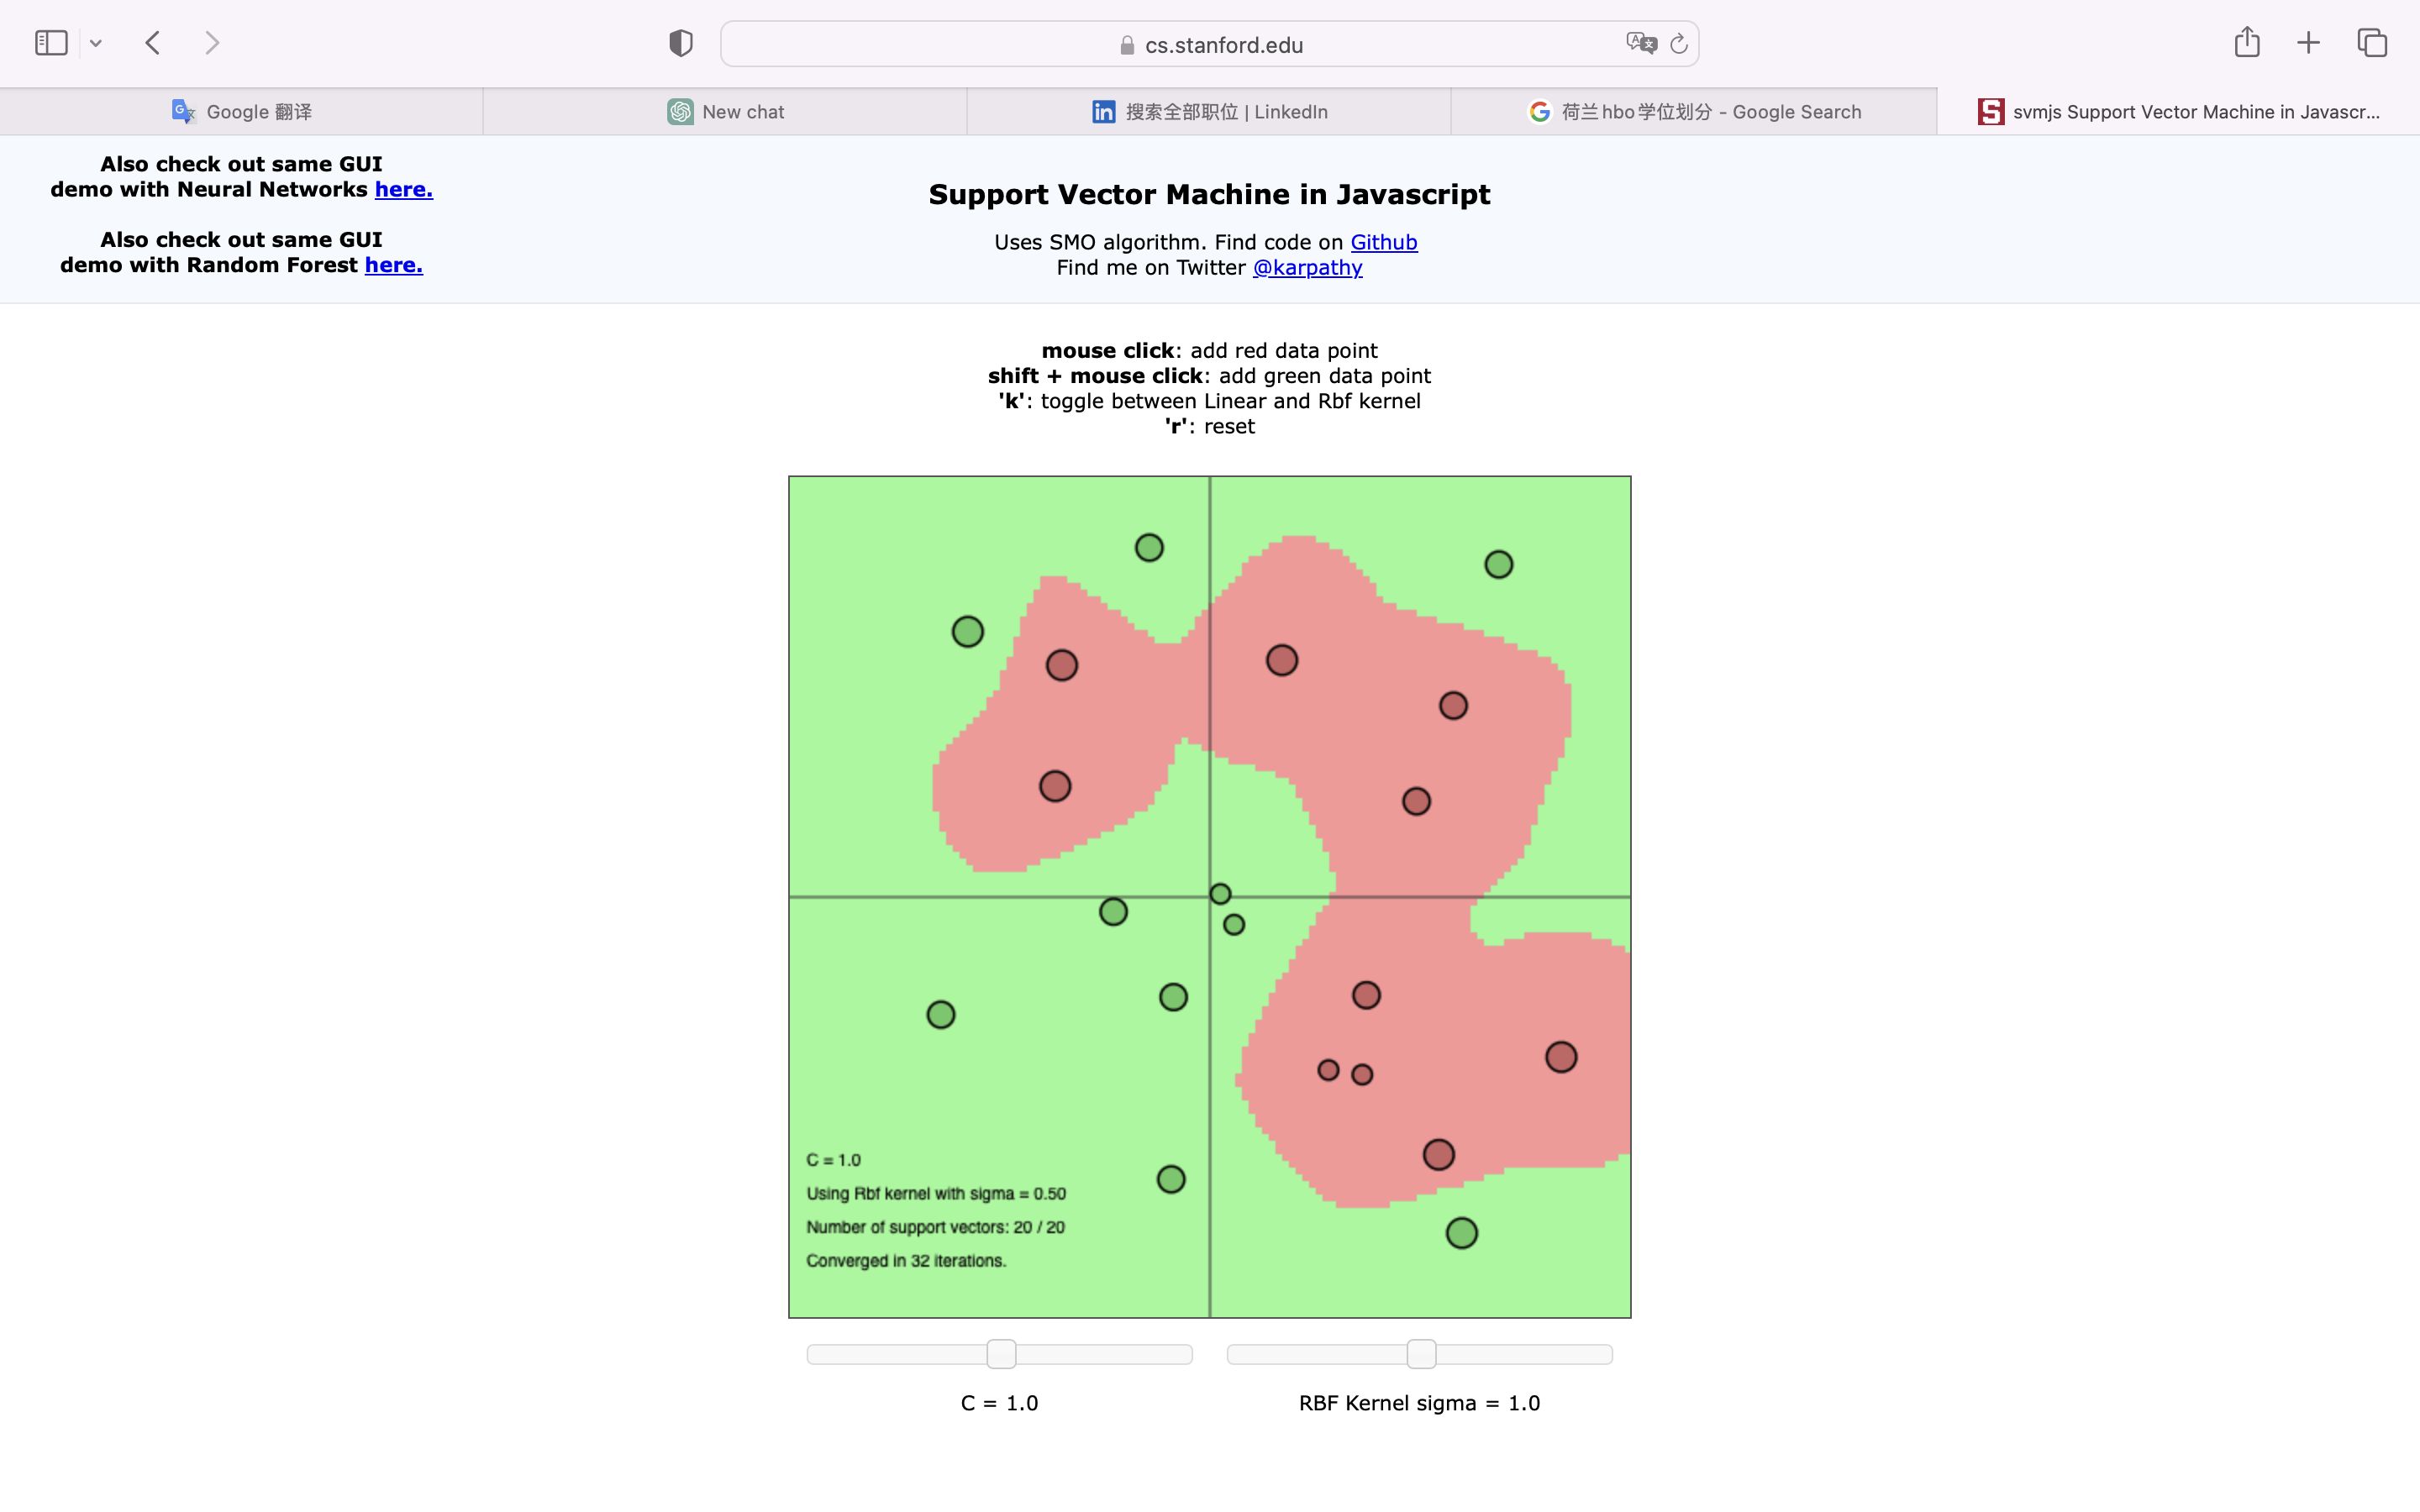 cs.stanford.edu
Google 翻译
New chat
搜索全部职位 | LinkedIn
荷兰hbo学位划分 - Google Search
svmjs Support Vector Machine in Javascr...
Also check out same GUI
demo with Neural Networks here.
Also check out same GUI
demo with Random Forest here.
Support Vector Machine in Javascript
Uses SMO algorithm. Find code on Github
Find me on Twitter @karpathy
mouse click: add red data point
shift + mouse click: add green data point
'k': toggle between Linear and Rbf kernel
'r': reset
C = 1.0
Using Rbf kernel with sigma = 0.50
Number of support vectors: 20 / 20
Converged in 32 iterations.
C = 1.0
RBF Kernel sigma = 1.0